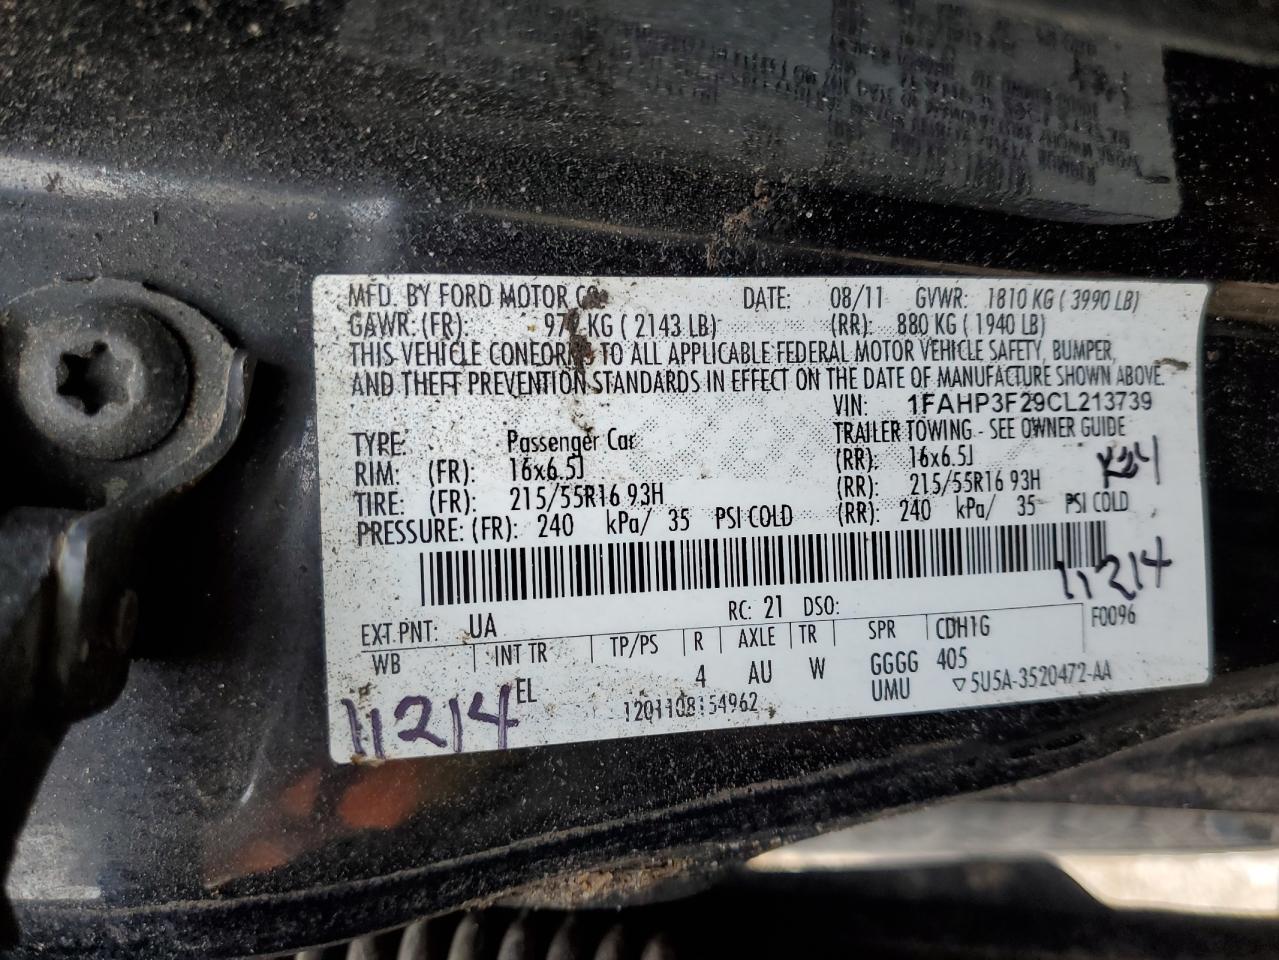 MFD. BY FORD MOTOR CO. DATE: 08/11 GVWR: 1810 KG ( 3990 LB)
GAWR: (FR): 972 KG ( 2143 LB) (RR): 880 KG ( 1940 LB)
THIS VEHICLE CONFORMS TO ALL APPLICABLE FEDERAL MOTOR VEHICLE SAFETY, BUMPER,
AND THEFT PREVENTION STANDARDS IN EFFECT ON THE DATE OF MANUFACTURE SHOWN ABOVE.
VIN: 1FAHP3F29CL213739
TYPE: Passenger Car TRAILER TOWING - SEE OWNER GUIDE
RIM: (FR): 16x6.5J (RR): 16x6.5J
TIRE: (FR): 215/55R16 93H (RR): 215/55R16 93H
PRESSURE: (FR): 240 kPa/ 35 PSI COLD (RR): 240 kPa/ 35 PSI COLD
11214
EXT PNT: UA RC: 21 DSO: F0096
WB INT TR TP/PS R AXLE TR SPR CDH1G
EL 4 AU W GGGG 405
11214 1201108154962 UMU ▽5U5A-3520472-AA